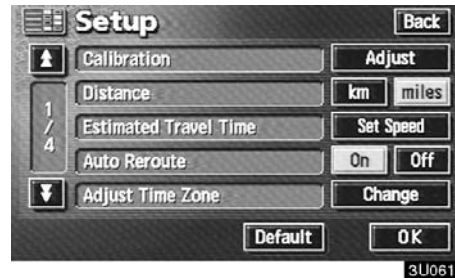 Setup Back
Calibration Adjust
Distance km miles
1/4
Estimated Travel Time Set Speed
Auto Reroute On Off
Adjust Time Zone Change
Default OK
3U061